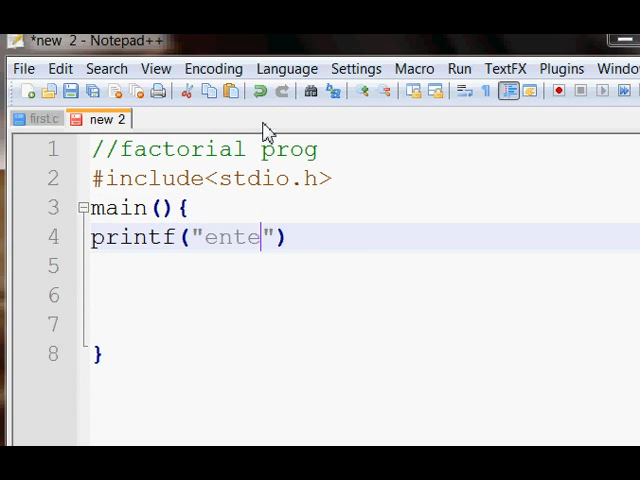 *new 2 - Notepad++
File Edit Search View Encoding Language Settings Macro Run TextFX Plugins Windo
first.c new 2
1 //factorial prog
2 #include<stdio.h>
3 main(){
4 printf("ente")
5
6
7
8 }